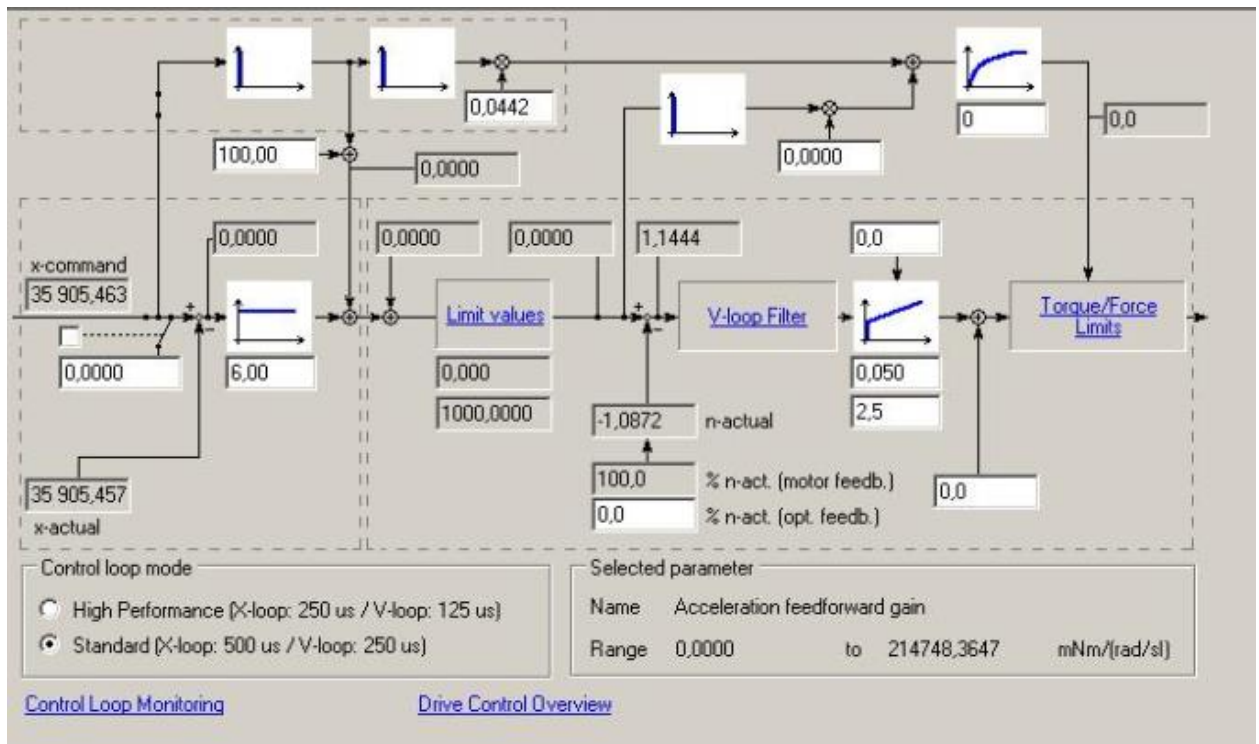 0,0442
0
0,0
100,00
0,0000
0,0000
0,0000
0,0000
0,0000
1,1444
0,0
x-command
35 905,463
+
+
Limit values
V-loop Filter
Torque/Force
Limits
0,0000
6,00
0,000
0,050
1000,0000
2,5
-1,0872 n-actual
35 905,457
100,0 % n-act. (motor feedb.)
0,0
0,0 % n-act. (opt. feedb.)
x-actual
Control loop mode
High Performance (X-loop: 250 us / V-loop: 125 us)
Standard (X-loop: 500 us / V-loop: 250 us)
Selected parameter
Name Acceleration feedforward gain
Range 0,0000 to 214748,3647 mNm/(rad/sl)
Control Loop Monitoring
Drive Control Overview